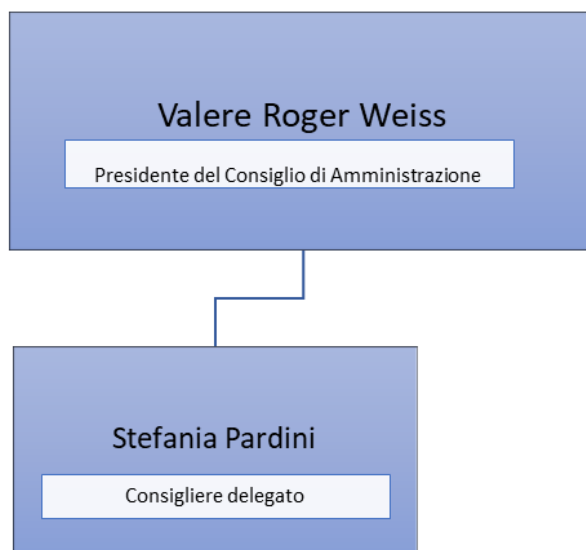 Valere Roger Weiss
Presidente del Consiglio di Amministrazione
Stefania Pardini
Consigliere delegato